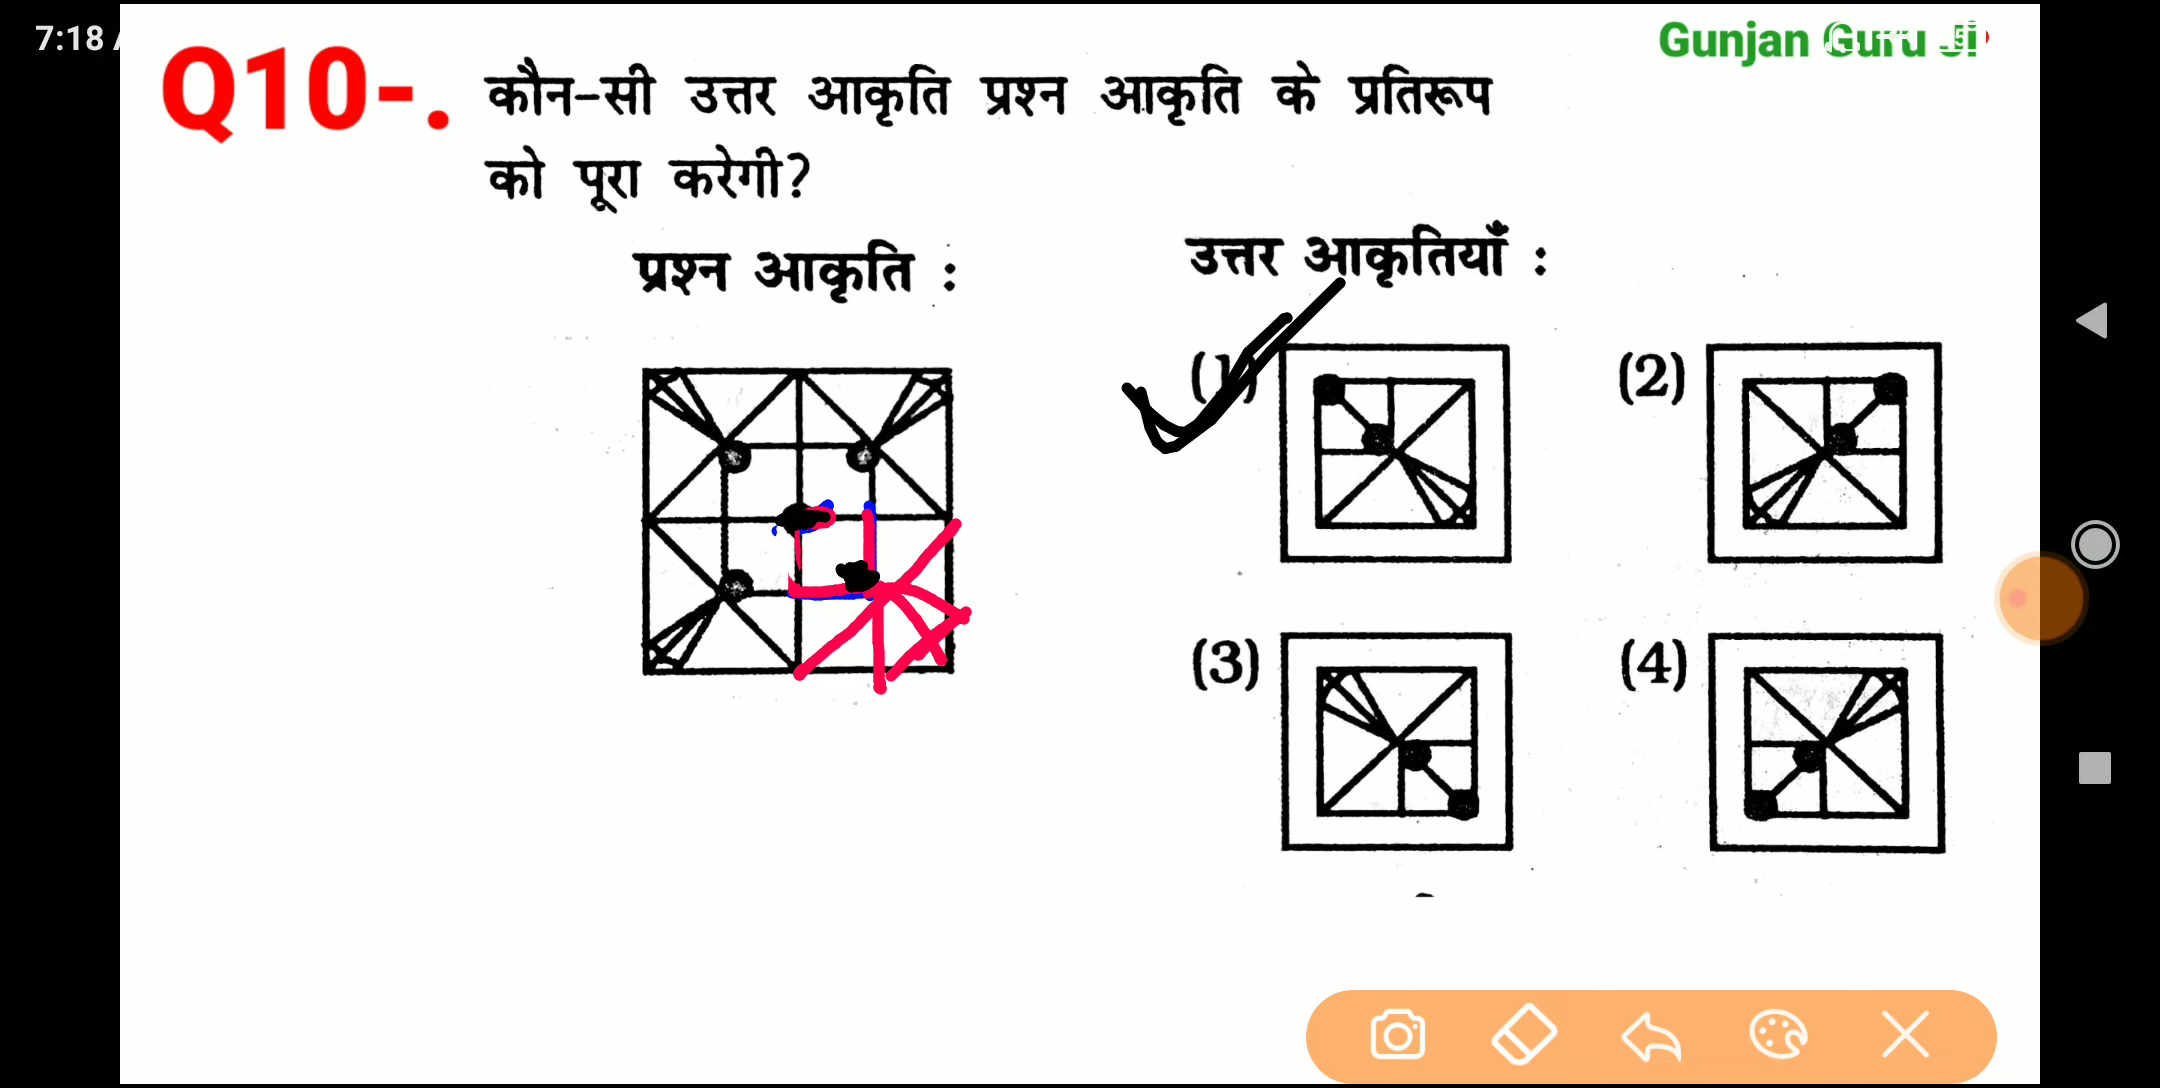 7:18
Gunjan Guru Ji
Q10-. कौन-सी उत्तर आकृति प्रश्न आकृति के प्रतिरूप
को पूरा करेगी?
प्रश्न आकृति :
उत्तर आकृतियाँ :
(1)
(2)
(3)
(4)